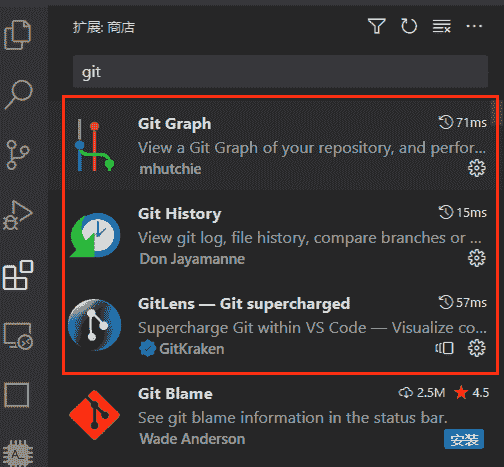 扩展: 商店
git
Git Graph 71ms
View a Git Graph of your repository, and perfor...
mhutchie
Git History 15ms
View git log, file history, compare branches or ...
Don Jayamanne
GitLens — Git supercharged 57ms
Supercharge Git within VS Code — Visualize co...
GitKraken
Git Blame 2.5M 4.5
See git blame information in the status bar.
Wade Anderson 安装